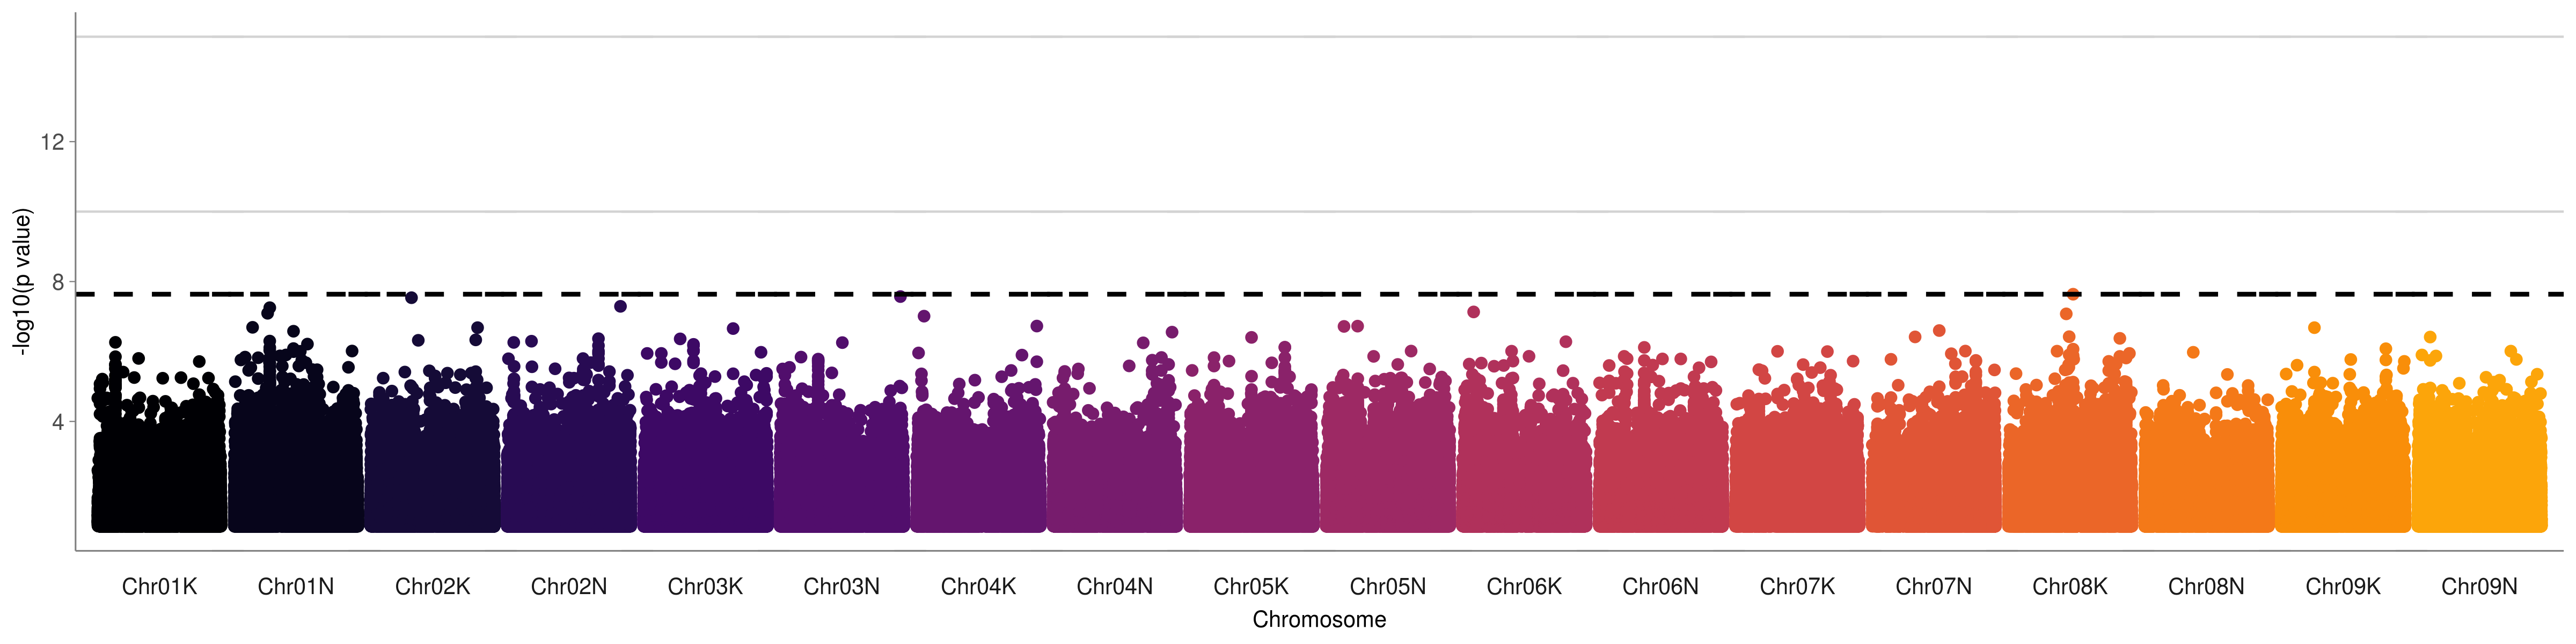 12
8
4
-log10(p value)
Chr01K Chr01N Chr02K Chr02N Chr03K Chr03N Chr04K Chr04N Chr05K Chr05N Chr06K Chr06N Chr07K Chr07N Chr08K Chr08N Chr09K Chr09N
Chromosome